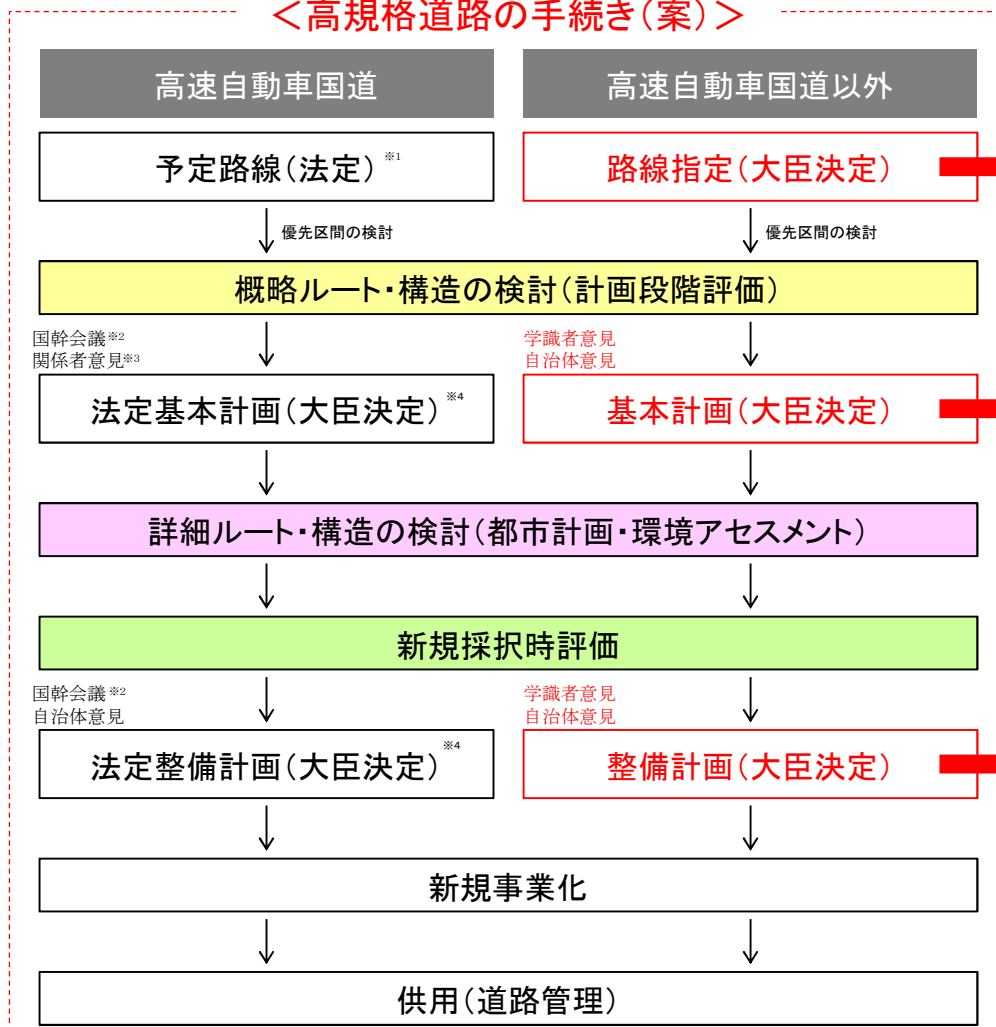 ＜高規格道路の手続き(案)＞
高速自動車国道
高速自動車国道以外
予定路線(法定)※1
路線指定(大臣決定)
優先区間の検討
優先区間の検討
概略ルート・構造の検討(計画段階評価)
国幹会議※2
関係者意見※3
学識者意見
自治体意見
法定基本計画(大臣決定)※4
基本計画(大臣決定)
詳細ルート・構造の検討(都市計画・環境アセスメント)
新規採択時評価
国幹会議※2
自治体意見
学識者意見
自治体意見
法定整備計画(大臣決定)※4
整備計画(大臣決定)
新規事業化
供用(道路管理)